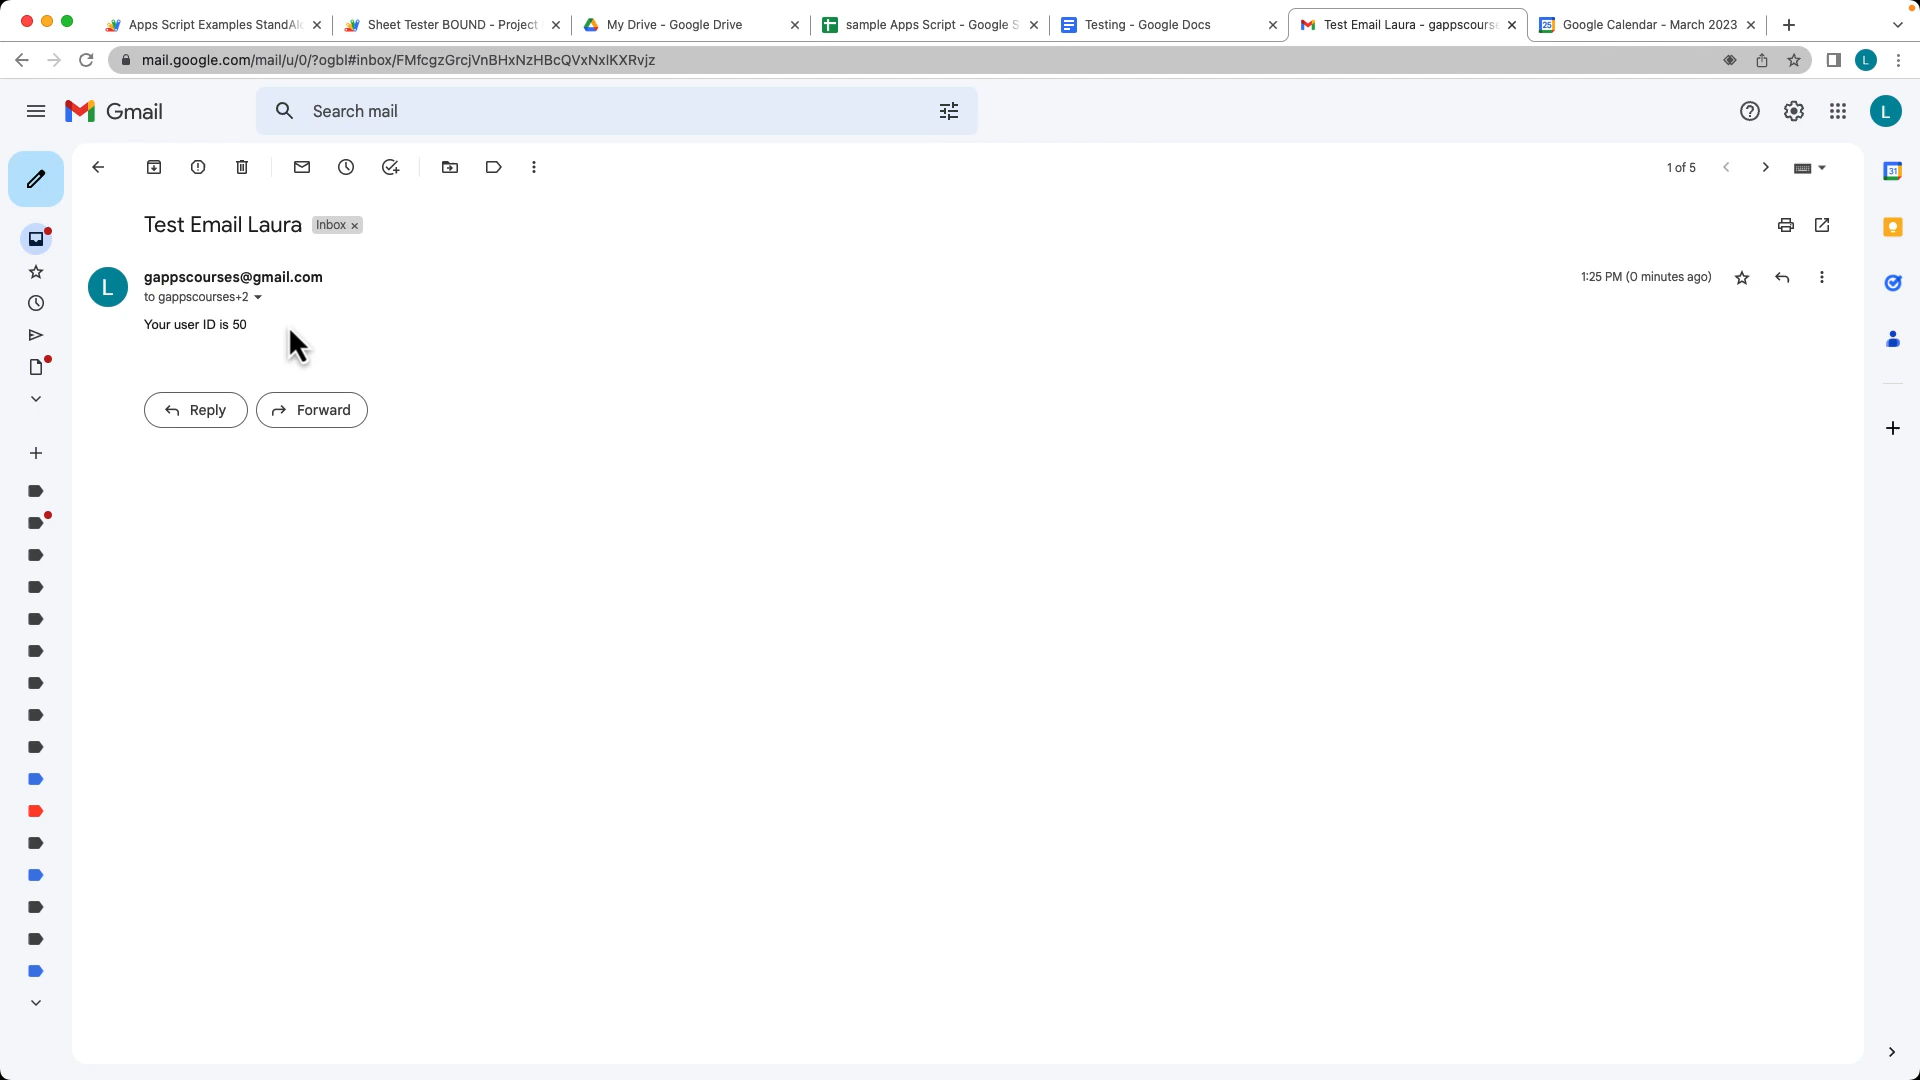 Apps Script Examples StandAl
Sheet Tester BOUND - Project
My Drive - Google Drive
sample Apps Script - Google S
Testing - Google Docs
Test Email Laura - gappscours
Google Calendar - March 2023
mail.google.com/mail/u/0/?ogbl#inbox/FMfcgzGrcjVnBHxNzHBcQVxNxlKXRvjz
L
Gmail
Search mail
L
1 of 5
31
Test Email Laura
Inbox ×
L
gappscourses@gmail.com
1:25 PM (0 minutes ago)
to gappscourses+2
Your user ID is 50
Reply
Forward